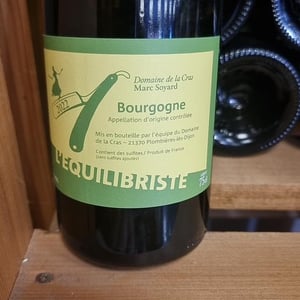 Domaine de la Cras
Marc Soyard
2022
Bourgogne
Appellation d'origine contrôlée
Mis en bouteille par l'équipe du Domaine
de la Cras – 21370 Plombières lès Dijon
Contient des sulfites / Produit de France
(sans sulfites ajoutés)
L'EQUILIBRISTE